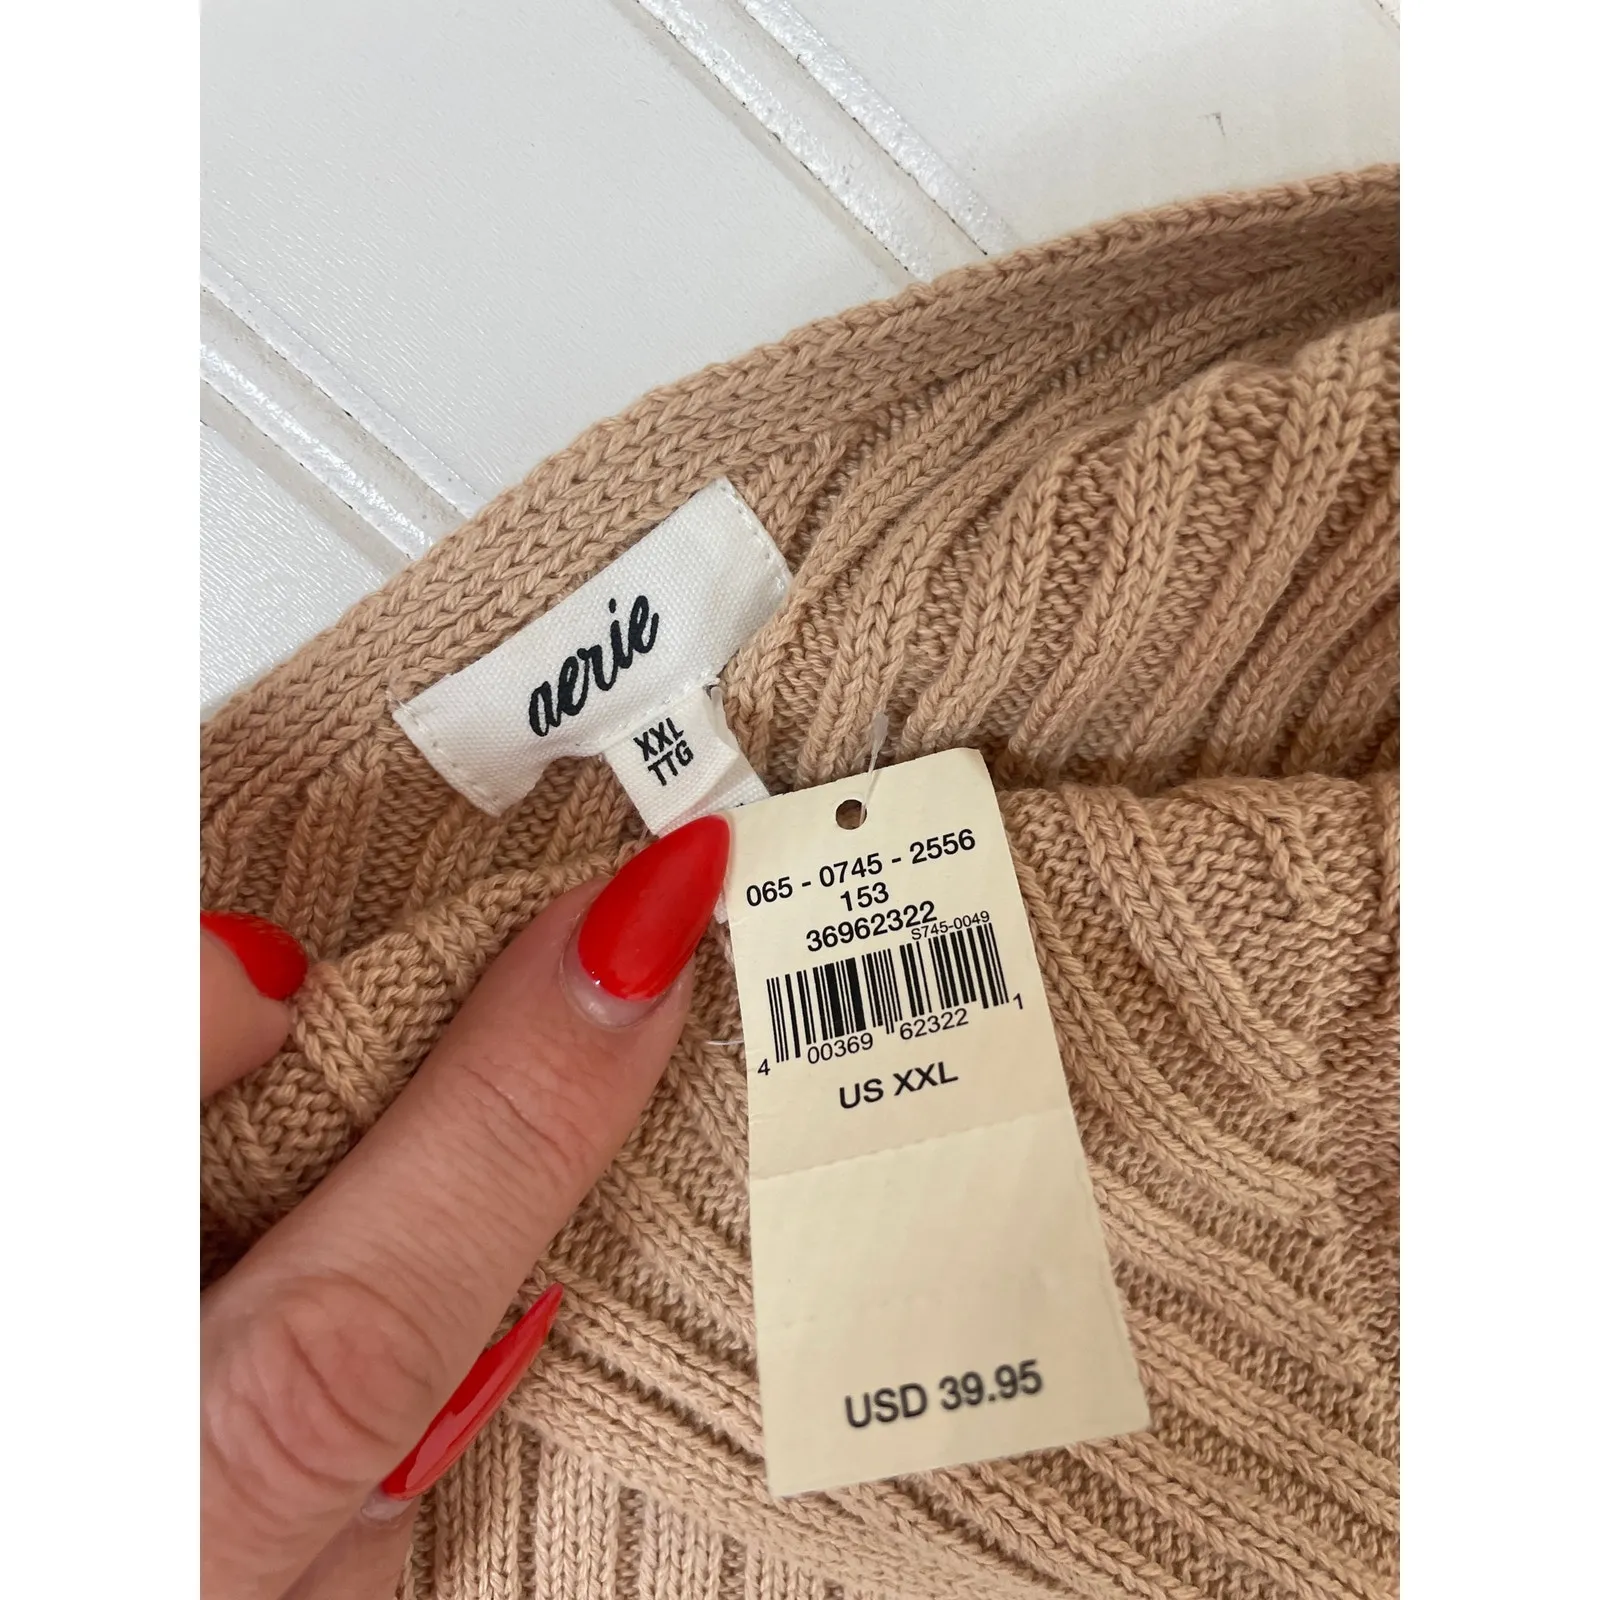 aerie
XXL
TTG
065 - 0745 - 2556
153
36962322
S745-0049
4 00369 62322 1
US XXL
USD 39.95